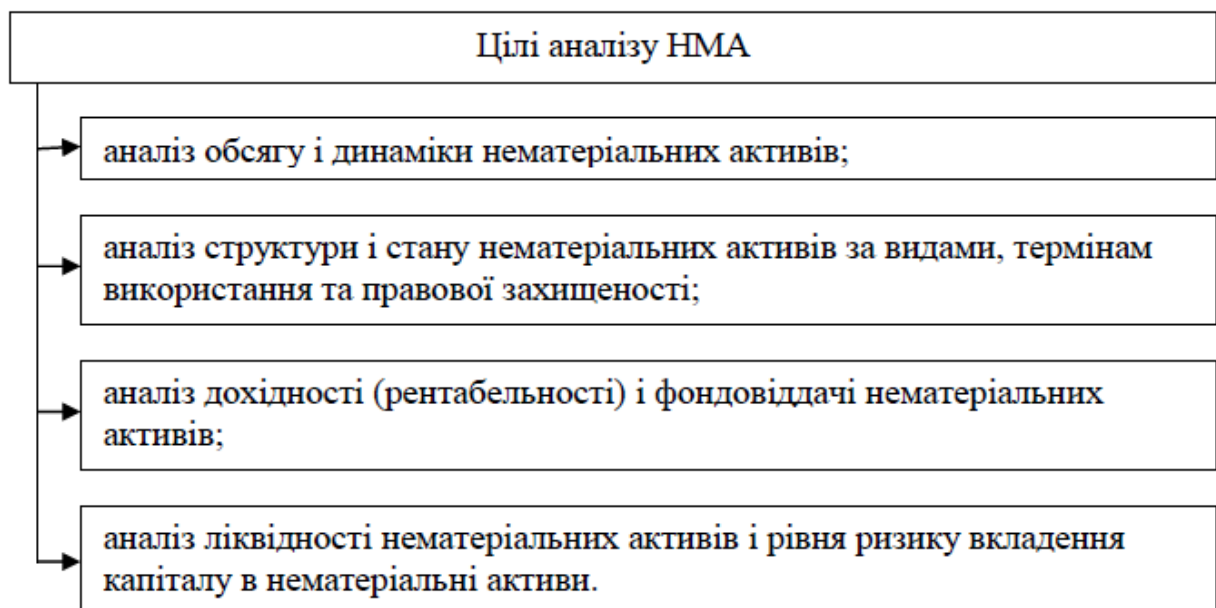 Цілі аналізу НМА
аналіз обсягу і динаміки нематеріальних активів;
аналіз структури і стану нематеріальних активів за видами, термінам
використання та правової захищеності;
аналіз дохідності (рентабельності) і фондовіддачі нематеріальних
активів;
аналіз ліквідності нематеріальних активів і рівня ризику вкладення
капіталу в нематеріальні активи.